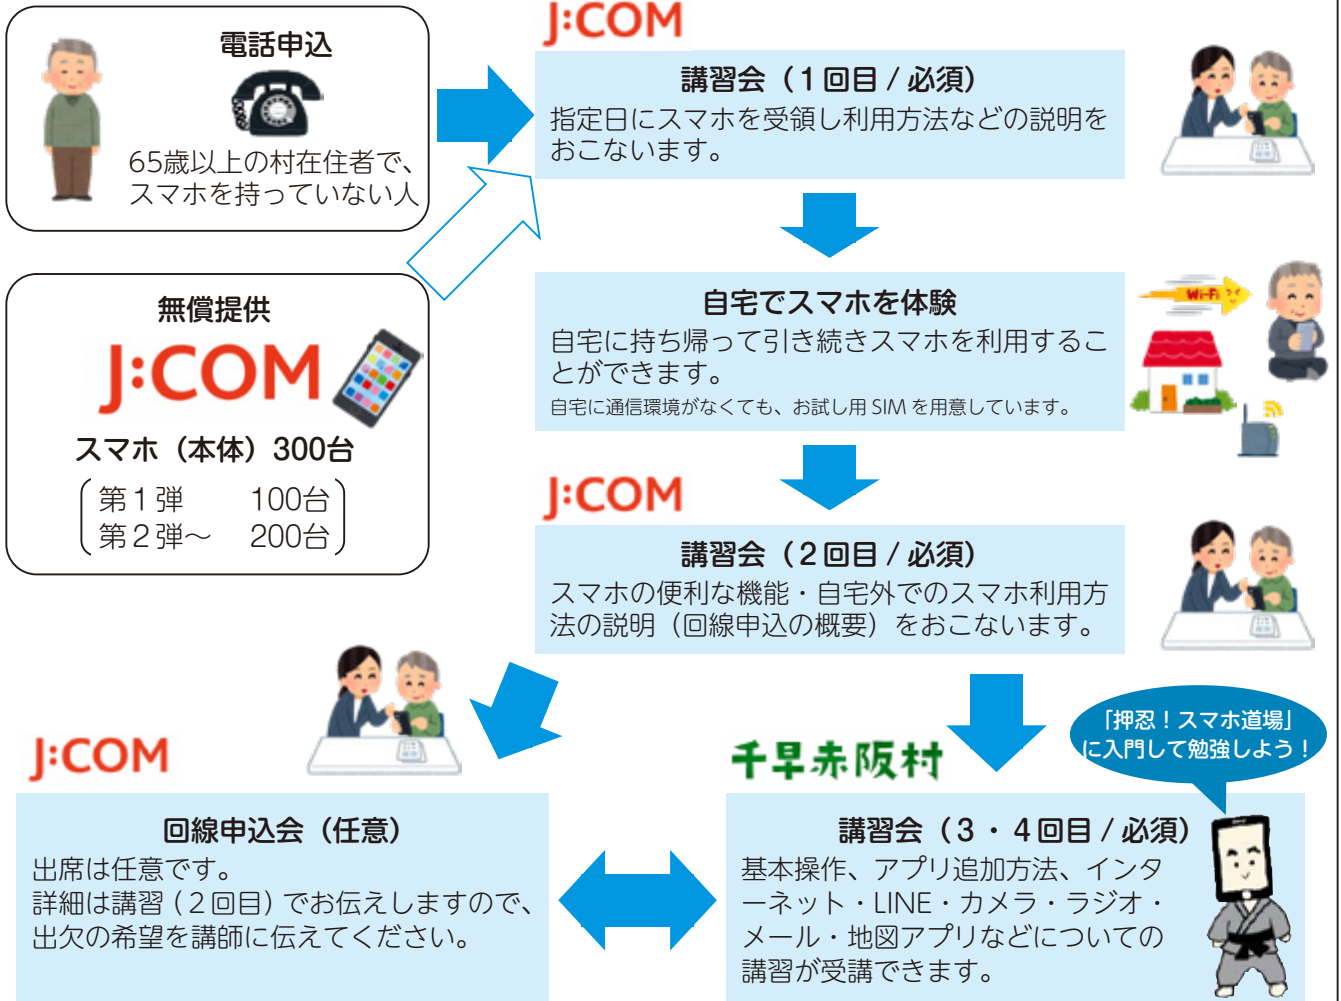 電話申込
65歳以上の村在住者で、
スマホを持っていない人
無償提供
J:COM
スマホ（本体）300台
第１弾　100台
第２弾〜　200台
J:COM
講習会（１回目 / 必須）
指定日にスマホを受領し利用方法などの説明を
おこないます。
自宅でスマホを体験
自宅に持ち帰って引き続きスマホを利用するこ
とができます。
自宅に通信環境がなくても、お試し用 SIM を用意しています。
Wi-Fi
J:COM
講習会（２回目 / 必須）
スマホの便利な機能・自宅外でのスマホ利用方
法の説明（回線申込の概要）をおこないます。
J:COM
回線申込会（任意）
出席は任意です。
詳細は講習（２回目）でお伝えしますので、
出欠の希望を講師に伝えてください。
千早赤阪村
「押忍！スマホ道場」
に入門して勉強しよう！
講習会（３・４回目 / 必須）
基本操作、アプリ追加方法、インタ
ーネット・LINE・カメラ・ラジオ・
メール・地図アプリなどについての
講習が受講できます。